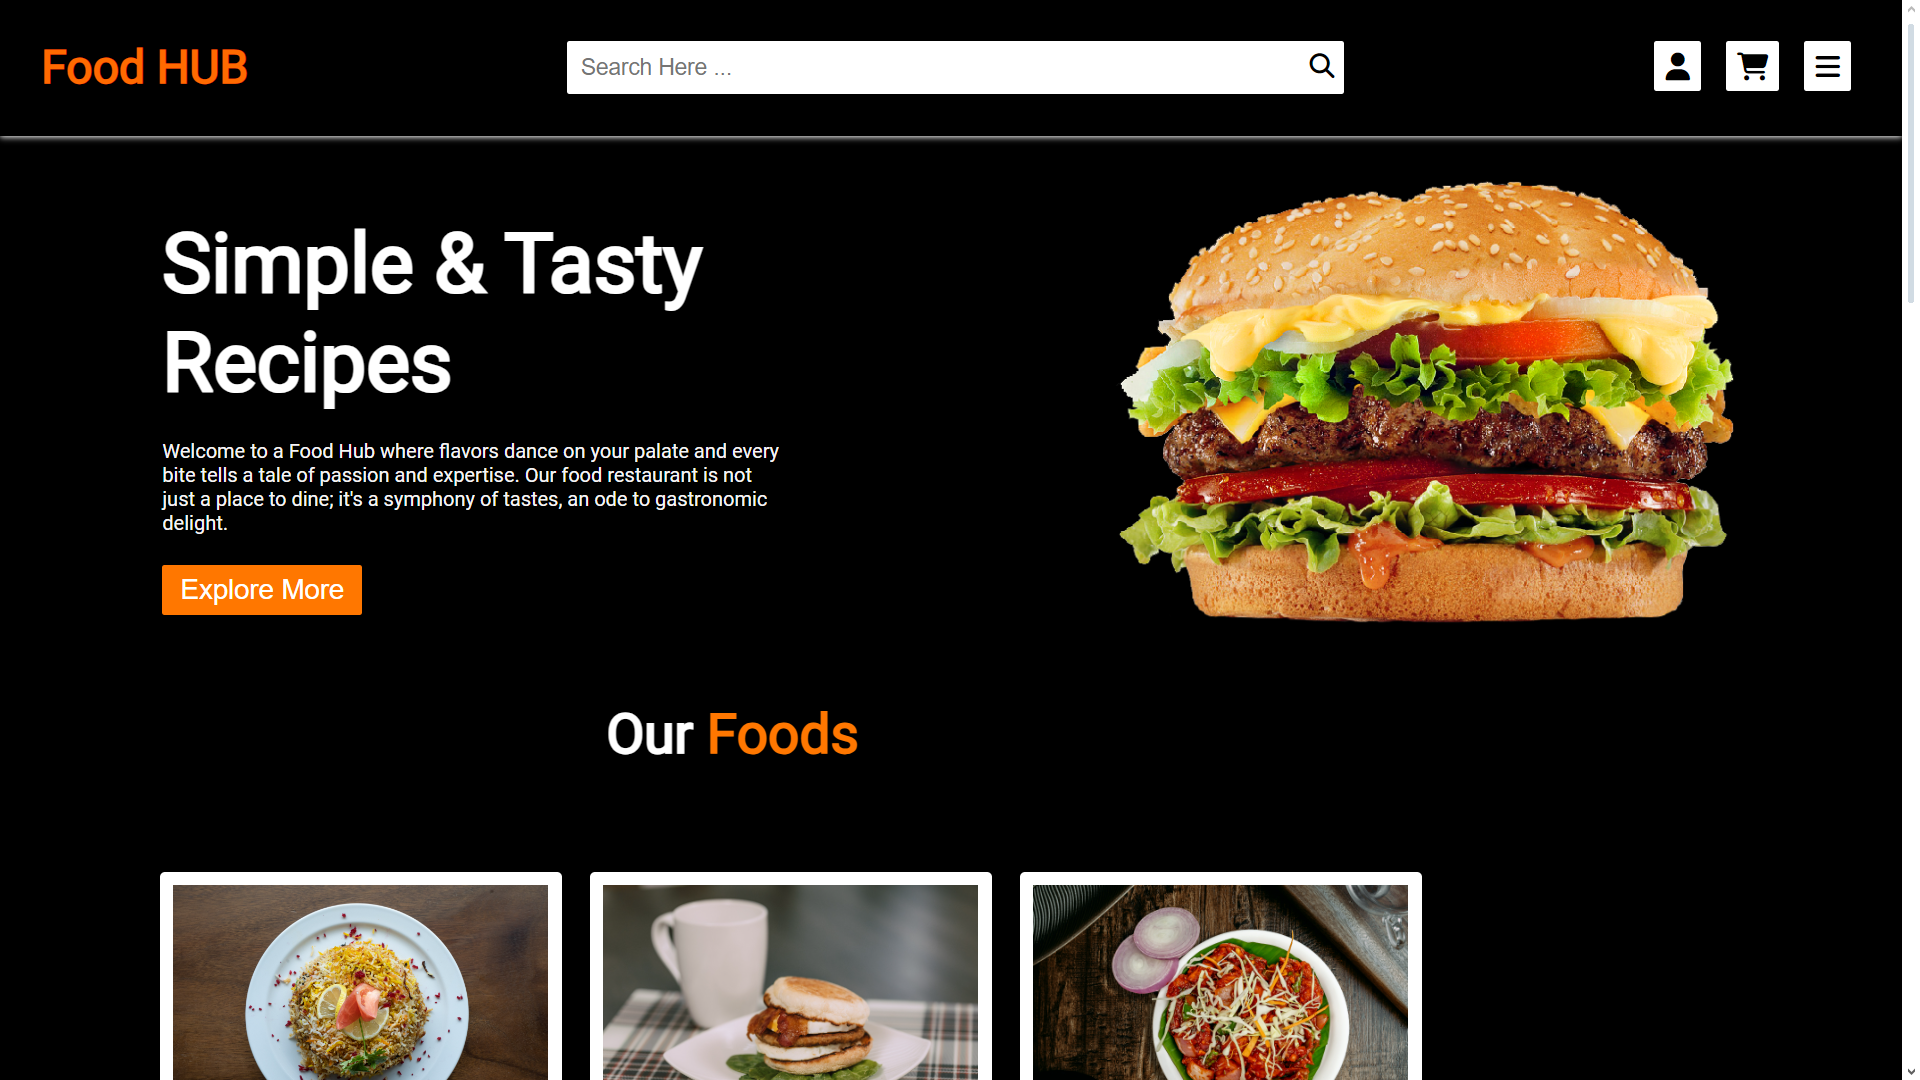 Food HUB
Search Here ...
Simple & Tasty
Recipes
Welcome to a Food Hub where flavors dance on your palate and every
bite tells a tale of passion and expertise. Our food restaurant is not
just a place to dine; it's a symphony of tastes, an ode to gastronomic
delight.
Explore More
Our Foods